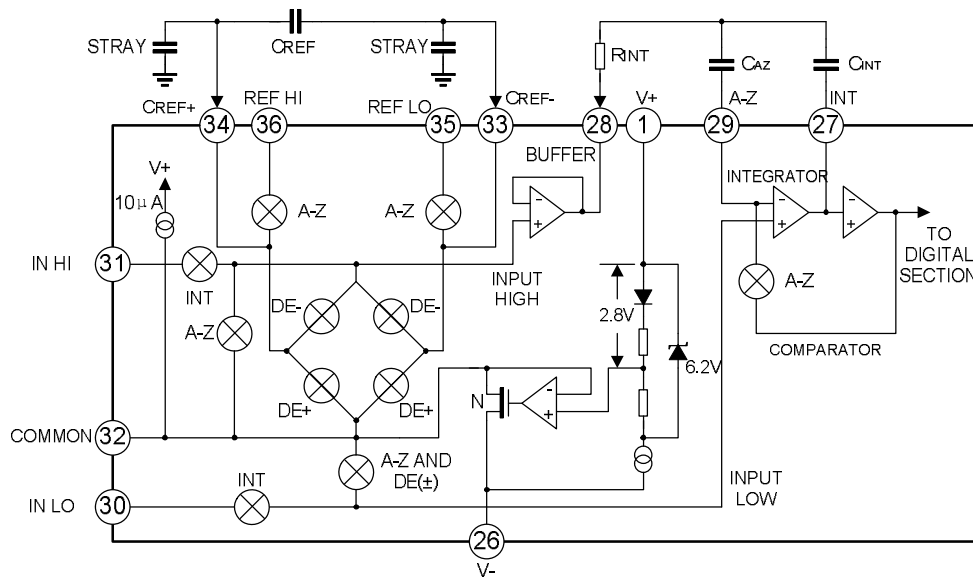 STRAY
CREF
STRAY
RINT
CAZ
CINT
CREF+
REF HI
REF LO
CREF-
V+
A-Z
INT
34
36
35
33
28
1
29
27
BUFFER
V+
10μA
INTEGRATOR
A-Z
A-Z
-
+
-
+
-
+
TO
DIGITAL
SECTION
31
IN HI
INT
INPUT
HIGH
A-Z
DE-
DE-
A-Z
2.8V
COMPARATOR
6.2V
DE+
DE+
N
-
+
COMMON
32
A-Z AND
DE(±)
INT
INPUT
LOW
IN LO
30
26
V-